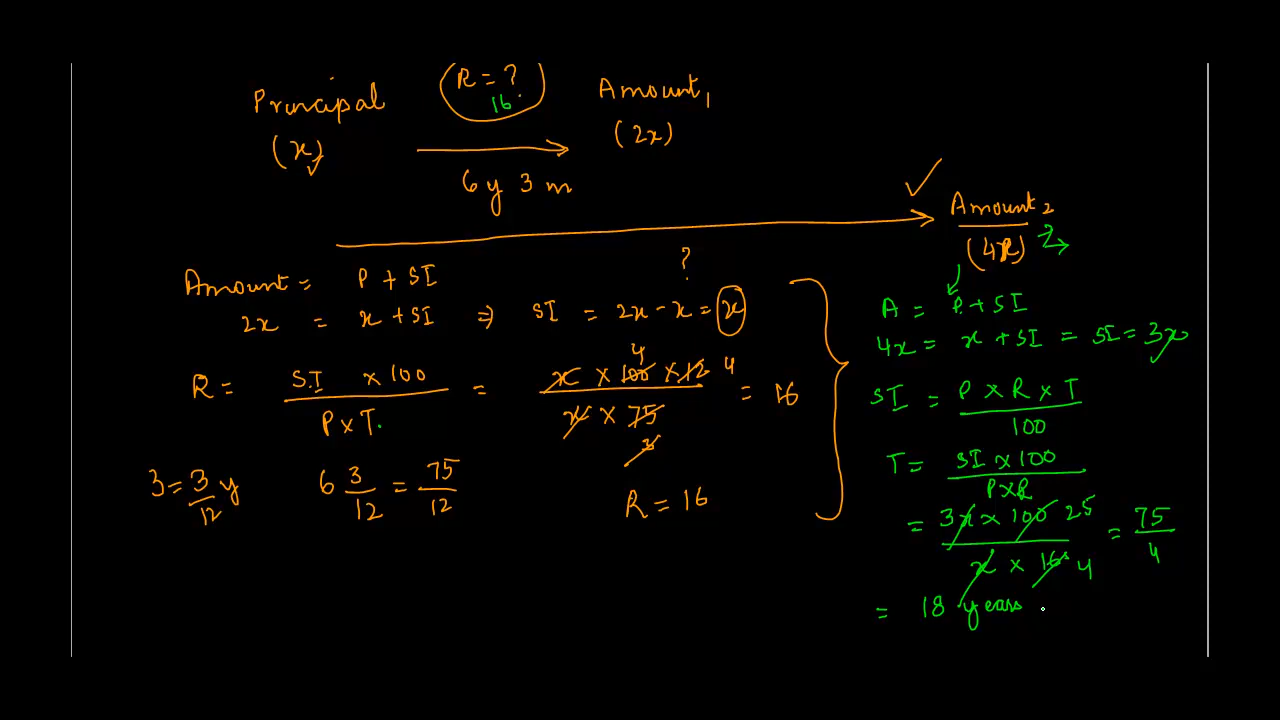 Principal R = ? Amount₁
16
(x) (2x)
6 y 3 m
Amount₂
(4x)
?
Amount = P + SI
2x = x + SI ⇒ SI = 2x - x = x
R = S.I x 100 / P x T. = x x 100 x 12 / x x 75 = 16
4 4
3
3 = 3/12 y 6 3/12 = 75/12 R = 16
A = P + SI
4x = x + SI = SI = 3x
SI = P x R x T / 100
T = SI x 100 / P x R
= 3x x 100 25 / x x 16 4 = 75/4
= 18 years .